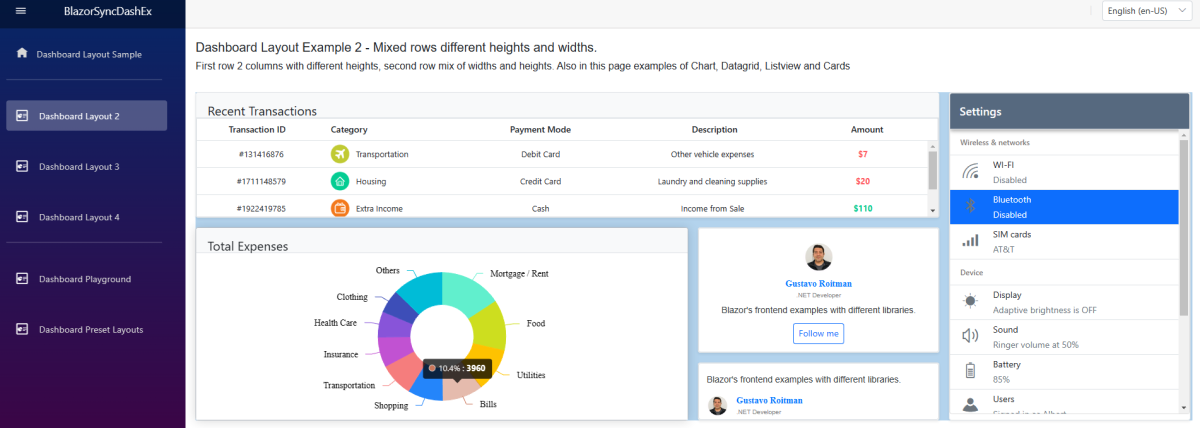 BlazorSyncDashEx
English (en-US)
Dashboard Layout Sample
Dashboard Layout 2
Dashboard Layout 3
Dashboard Layout 4
Dashboard Playground
Dashboard Preset Layouts
Dashboard Layout Example 2 - Mixed rows different heights and widths.
First row 2 columns with different heights, second row mix of widths and heights. Also in this page examples of Chart, Datagrid, Listview and Cards
Recent Transactions
Transaction ID Category Payment Mode Description Amount
#131416876 Transportation Debit Card Other vehicle expenses $7
#1711148579 Housing Credit Card Laundry and cleaning supplies $20
#1922419785 Extra Income Cash Income from Sale $110
Total Expenses
Others
Mortgage / Rent
Clothing
Health Care
Food
Insurance
10.4% : 3960
Utilities
Transportation
Shopping
Bills
Gustavo Roitman
.NET Developer
Blazor's frontend examples with different libraries.
Follow me
Blazor's frontend examples with different libraries.
Gustavo Roitman
.NET Developer
Settings
Wireless & networks
WI-FI
Disabled
Bluetooth
Disabled
SIM cards
AT&T
Device
Display
Adaptive brightness is OFF
Sound
Ringer volume at 50%
Battery
85%
Users